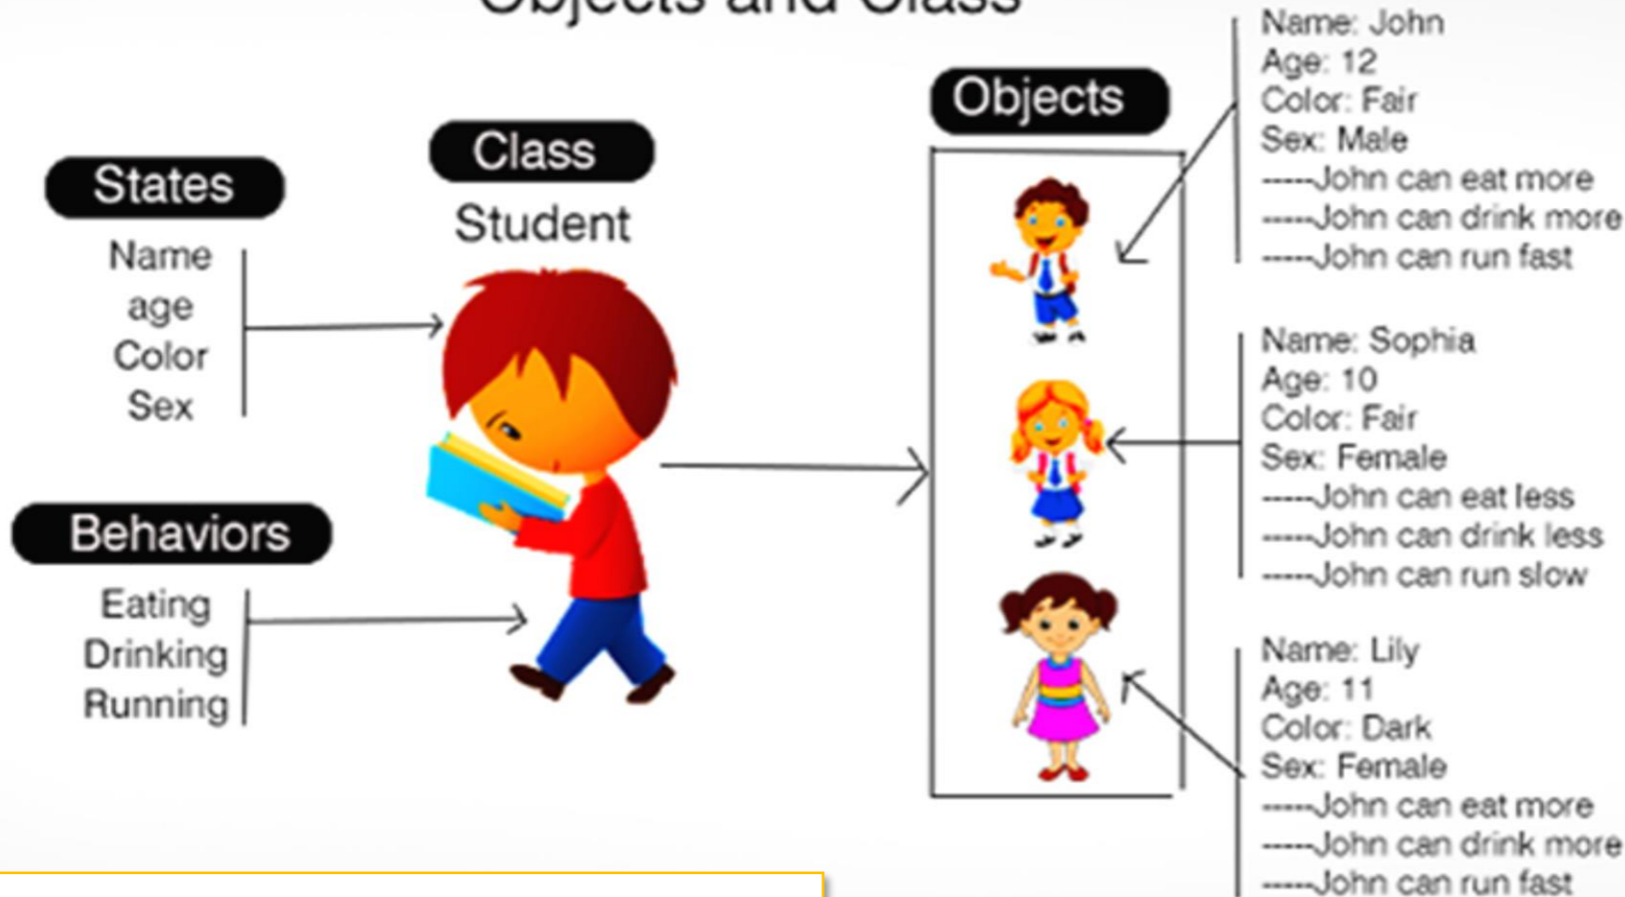 Objects and Class
States
Name
age
Color
Sex
Behaviors
Eating
Drinking
Running
Class
Student
Objects
Name: John
Age: 12
Color: Fair
Sex: Male
-----John can eat more
-----John can drink more
-----John can run fast
Name: Sophia
Age: 10
Color: Fair
Sex: Female
-----John can eat less
-----John can drink less
-----John can run slow
Name: Lily
Age: 11
Color: Dark
Sex: Female
-----John can eat more
-----John can drink more
-----John can run fast